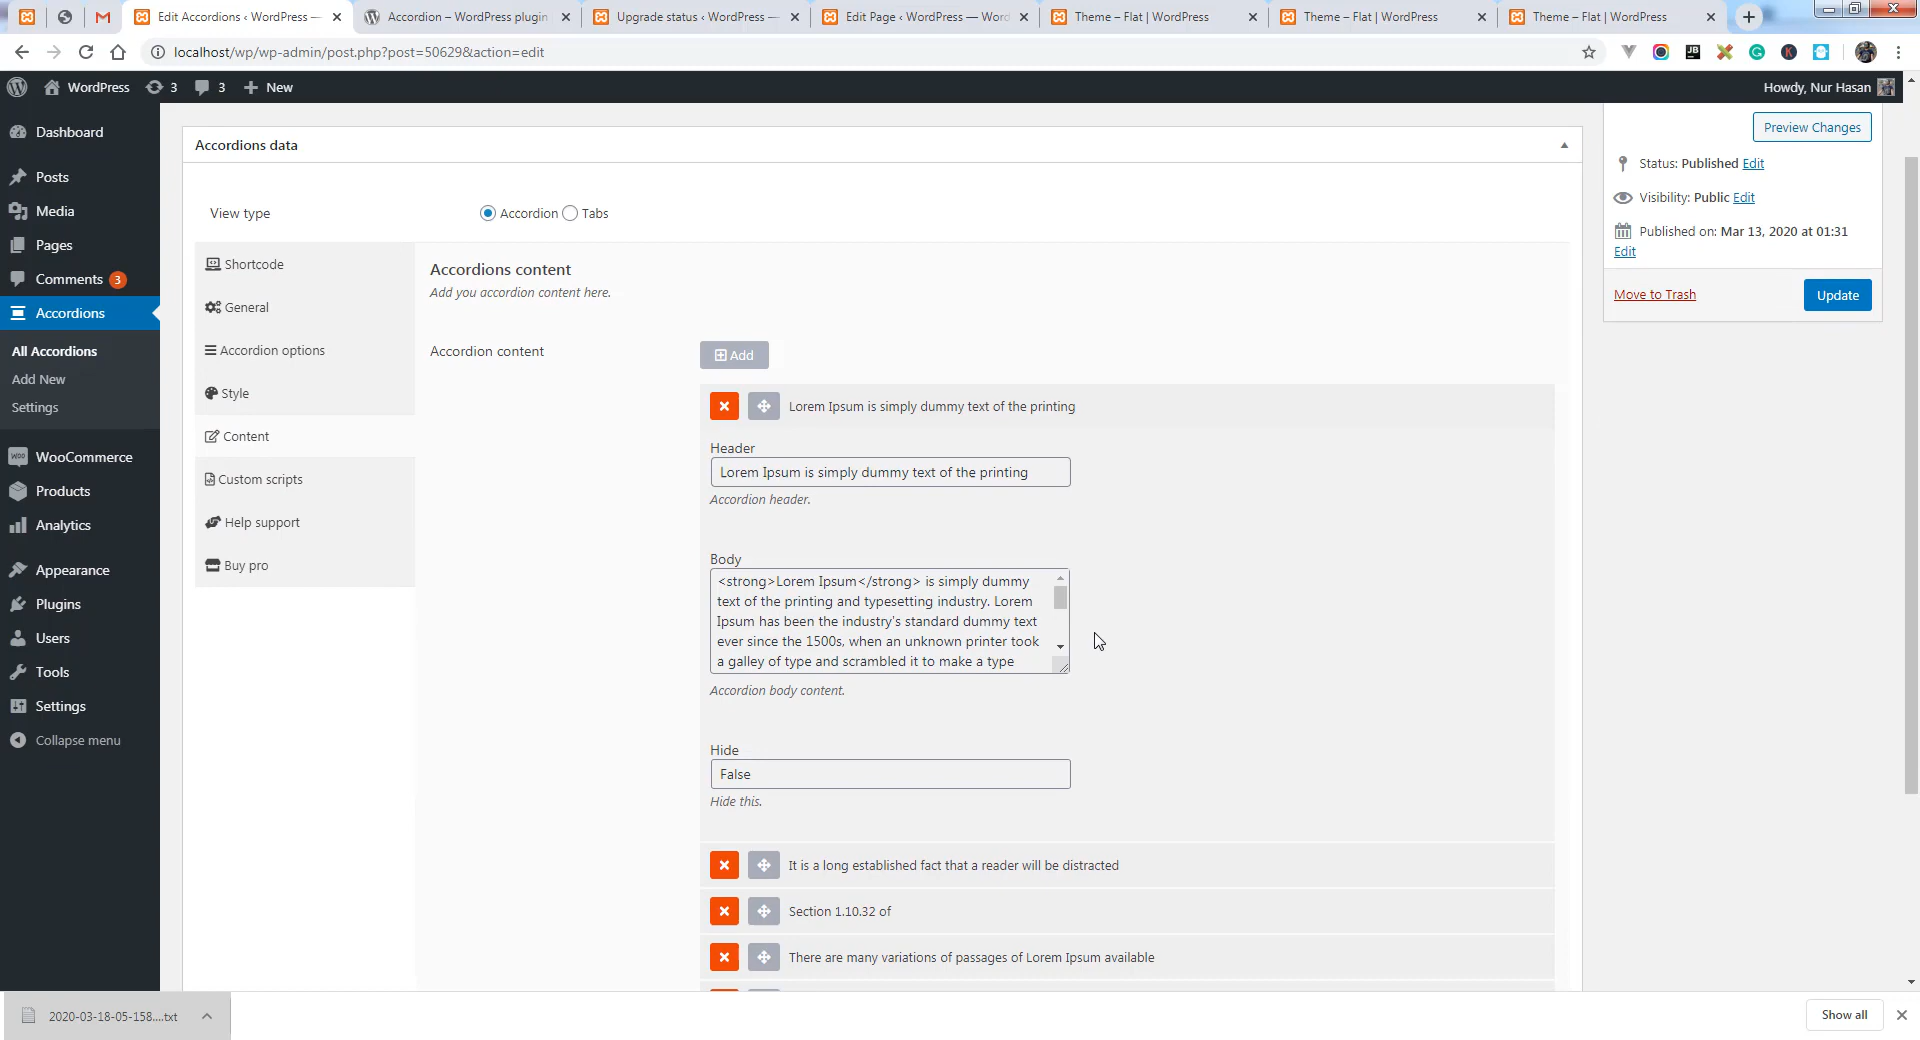 Edit Accordions ‹ WordPress —
Accordion – WordPress plugin
Upgrade status ‹ WordPress —
Edit Page ‹ WordPress — Word
Theme – Flat | WordPress
Theme – Flat | WordPress
Theme – Flat | WordPress
localhost/wp/wp-admin/post.php?post=50629&action=edit
WordPress
3
3
New
Howdy, Nur Hasan
Dashboard
Posts
Media
Pages
Comments 3
Accordions
All Accordions
Add New
Settings
WooCommerce
Products
Analytics
Appearance
Plugins
Users
Tools
Settings
Collapse menu
Accordions data
View type
Accordion
Tabs
Shortcode
General
Accordion options
Style
Content
Custom scripts
Help support
Buy pro
Accordions content
Add you accordion content here.
Accordion content
Add
Lorem Ipsum is simply dummy text of the printing
Header
Lorem Ipsum is simply dummy text of the printing
Accordion header.
Body
<strong>Lorem Ipsum</strong> is simply dummy
text of the printing and typesetting industry. Lorem
Ipsum has been the industry's standard dummy text
ever since the 1500s, when an unknown printer took
a galley of type and scrambled it to make a type
Accordion body content.
Hide
False
Hide this.
It is a long established fact that a reader will be distracted
Section 1.10.32 of
There are many variations of passages of Lorem Ipsum available
Preview Changes
Status: Published Edit
Visibility: Public Edit
Published on: Mar 13, 2020 at 01:31
Edit
Move to Trash
Update
2020-03-18-05-158....txt
Show all